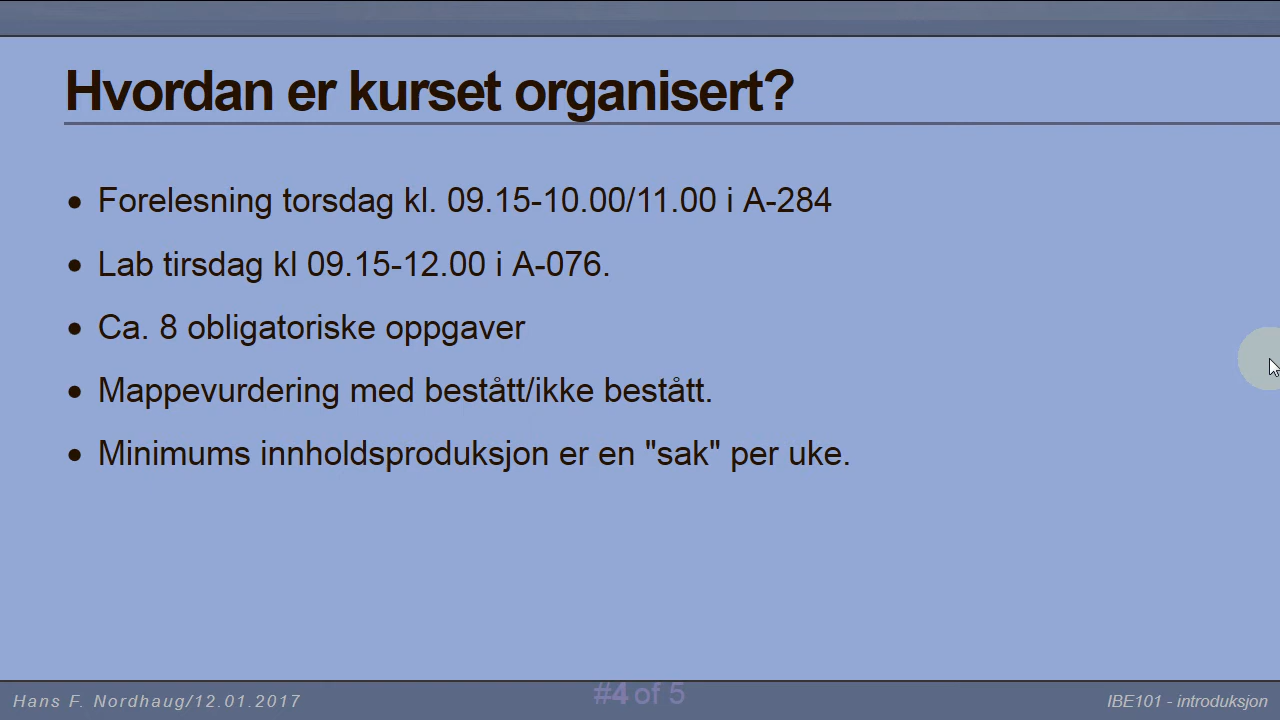 Hvordan er kurset organisert?
Forelesning torsdag kl. 09.15-10.00/11.00 i A-284
Lab tirsdag kl 09.15-12.00 i A-076.
Ca. 8 obligatoriske oppgaver
Mappevurdering med bestått/ikke bestått.
Minimums innholdsproduksjon er en "sak" per uke.
Hans F. Nordhaug/12.01.2017
#4 of 5
IBE101 - introduksjon